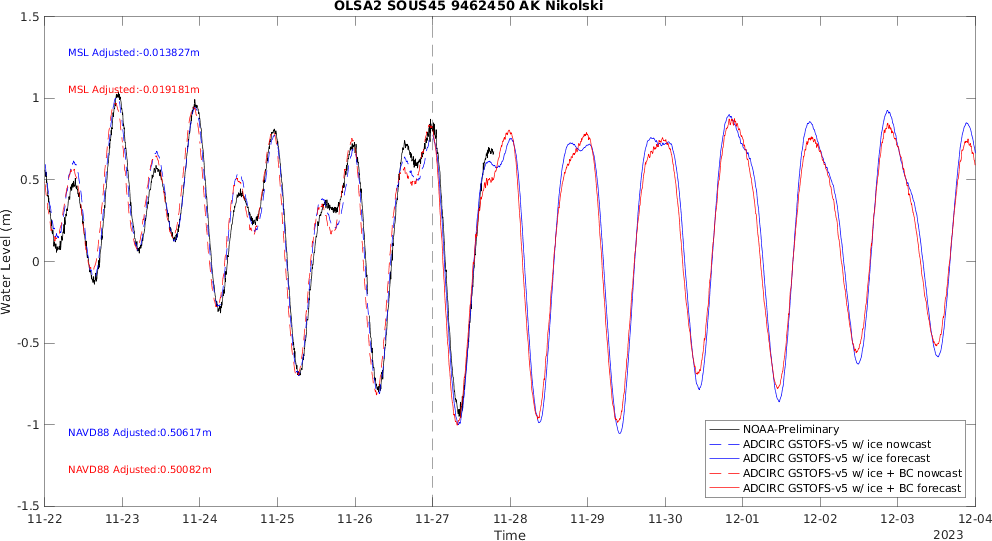 OLSA2 SOUS45 9462450 AK Nikolski
1.5
1
0.5
0
-0.5
-1
-1.5
Water Level (m)
MSL Adjusted:-0.013827m
MSL Adjusted:-0.019181m
NAVD88 Adjusted:0.50617m
NAVD88 Adjusted:0.50082m
NOAA-Preliminary
ADCIRC GSTOFS-v5 w/ ice nowcast
ADCIRC GSTOFS-v5 w/ ice forecast
ADCIRC GSTOFS-v5 w/ ice + BC nowcast
ADCIRC GSTOFS-v5 w/ ice + BC forecast
11-22 11-23 11-24 11-25 11-26 11-27 11-28 11-29 11-30 12-01 12-02 12-03 12-04
Time
2023